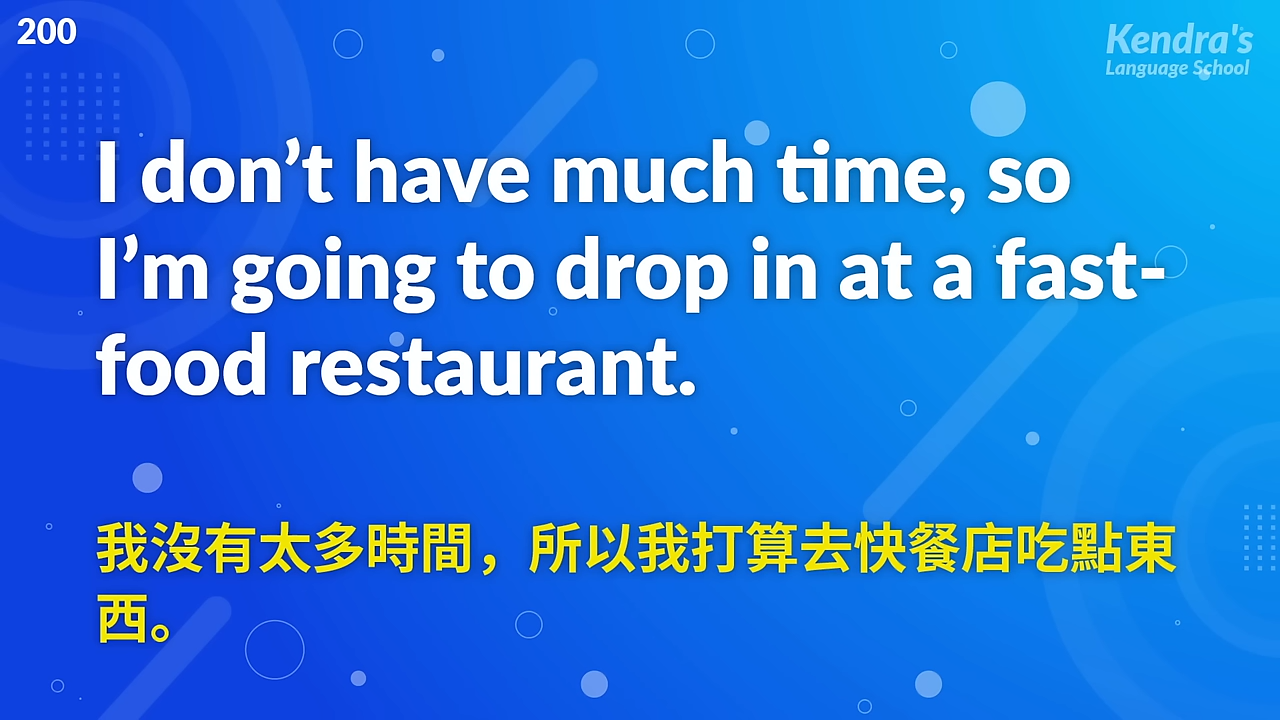 200
Kendra's
Language School
I don’t have much time, so
I’m going to drop in at a fast-
food restaurant.
我沒有太多時間，所以我打算去快餐店吃點東
西。